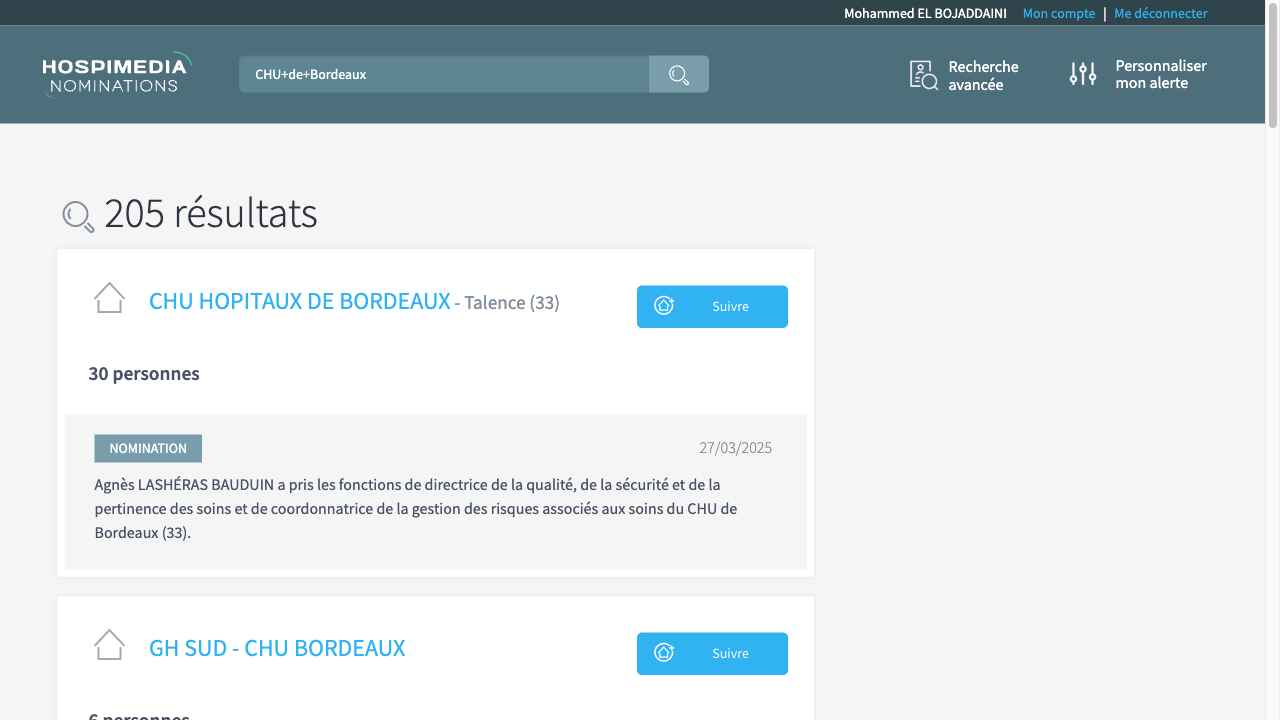 Mohammed EL BOJADDAINI Mon compte | Me déconnecter
HOSPIMEDIA
NOMINATIONS
CHU+de+Bordeaux
Recherche
avancée
Personnaliser
mon alerte
205 résultats
CHU HOPITAUX DE BORDEAUX - Talence (33)
Suivre
30 personnes
NOMINATION
27/03/2025
Agnès LASHÉRAS BAUDUIN a pris les fonctions de directrice de la qualité, de la sécurité et de la
pertinence des soins et de coordonnatrice de la gestion des risques associés aux soins du CHU de
Bordeaux (33).
GH SUD - CHU BORDEAUX
Suivre
6 personnes